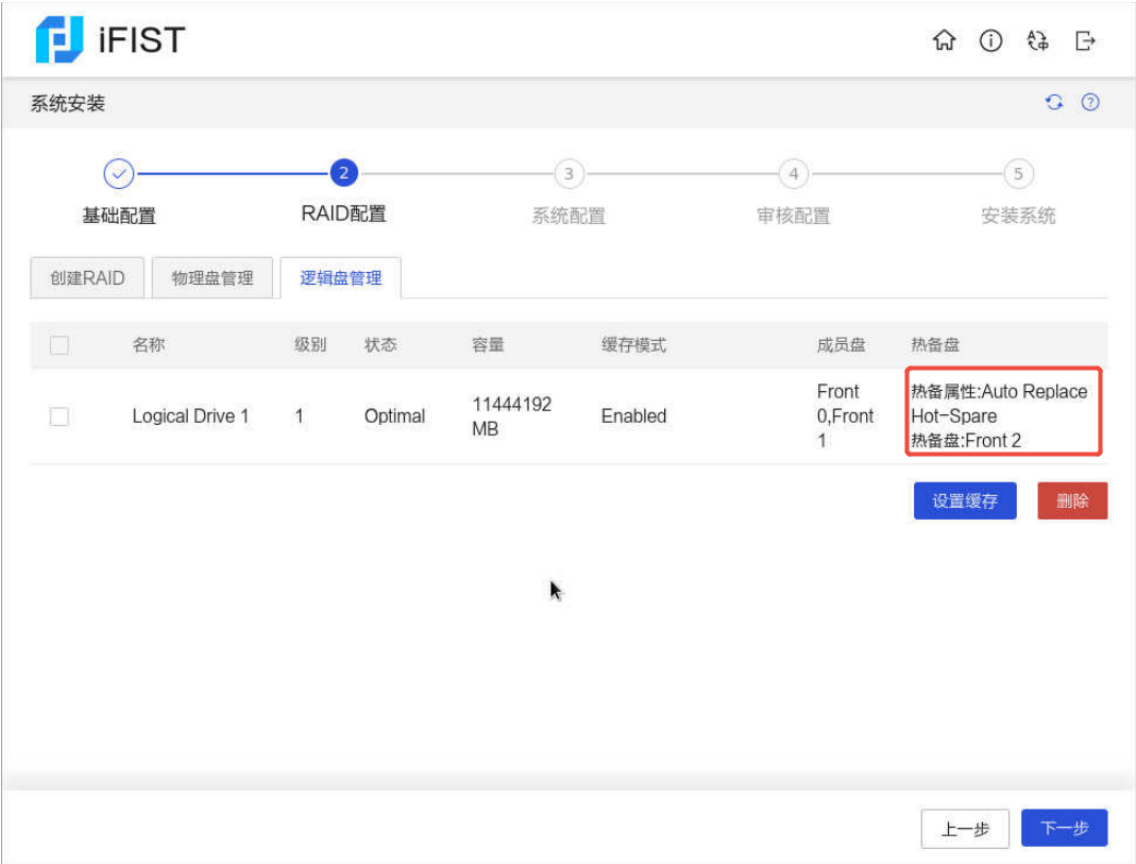 iFIST
系统安装
2
3
4
5
基础配置
RAID配置
系统配置
审核配置
安装系统
创建RAID
物理盘管理
逻辑盘管理
名称 级别 状态 容量 缓存模式 成员盘 热备盘
Logical Drive 1
1
Optimal
11444192
MB
Enabled
Front
0,Front
1
热备属性:Auto Replace
Hot-Spare
热备盘:Front 2
设置缓存
删除
上一步
下一步